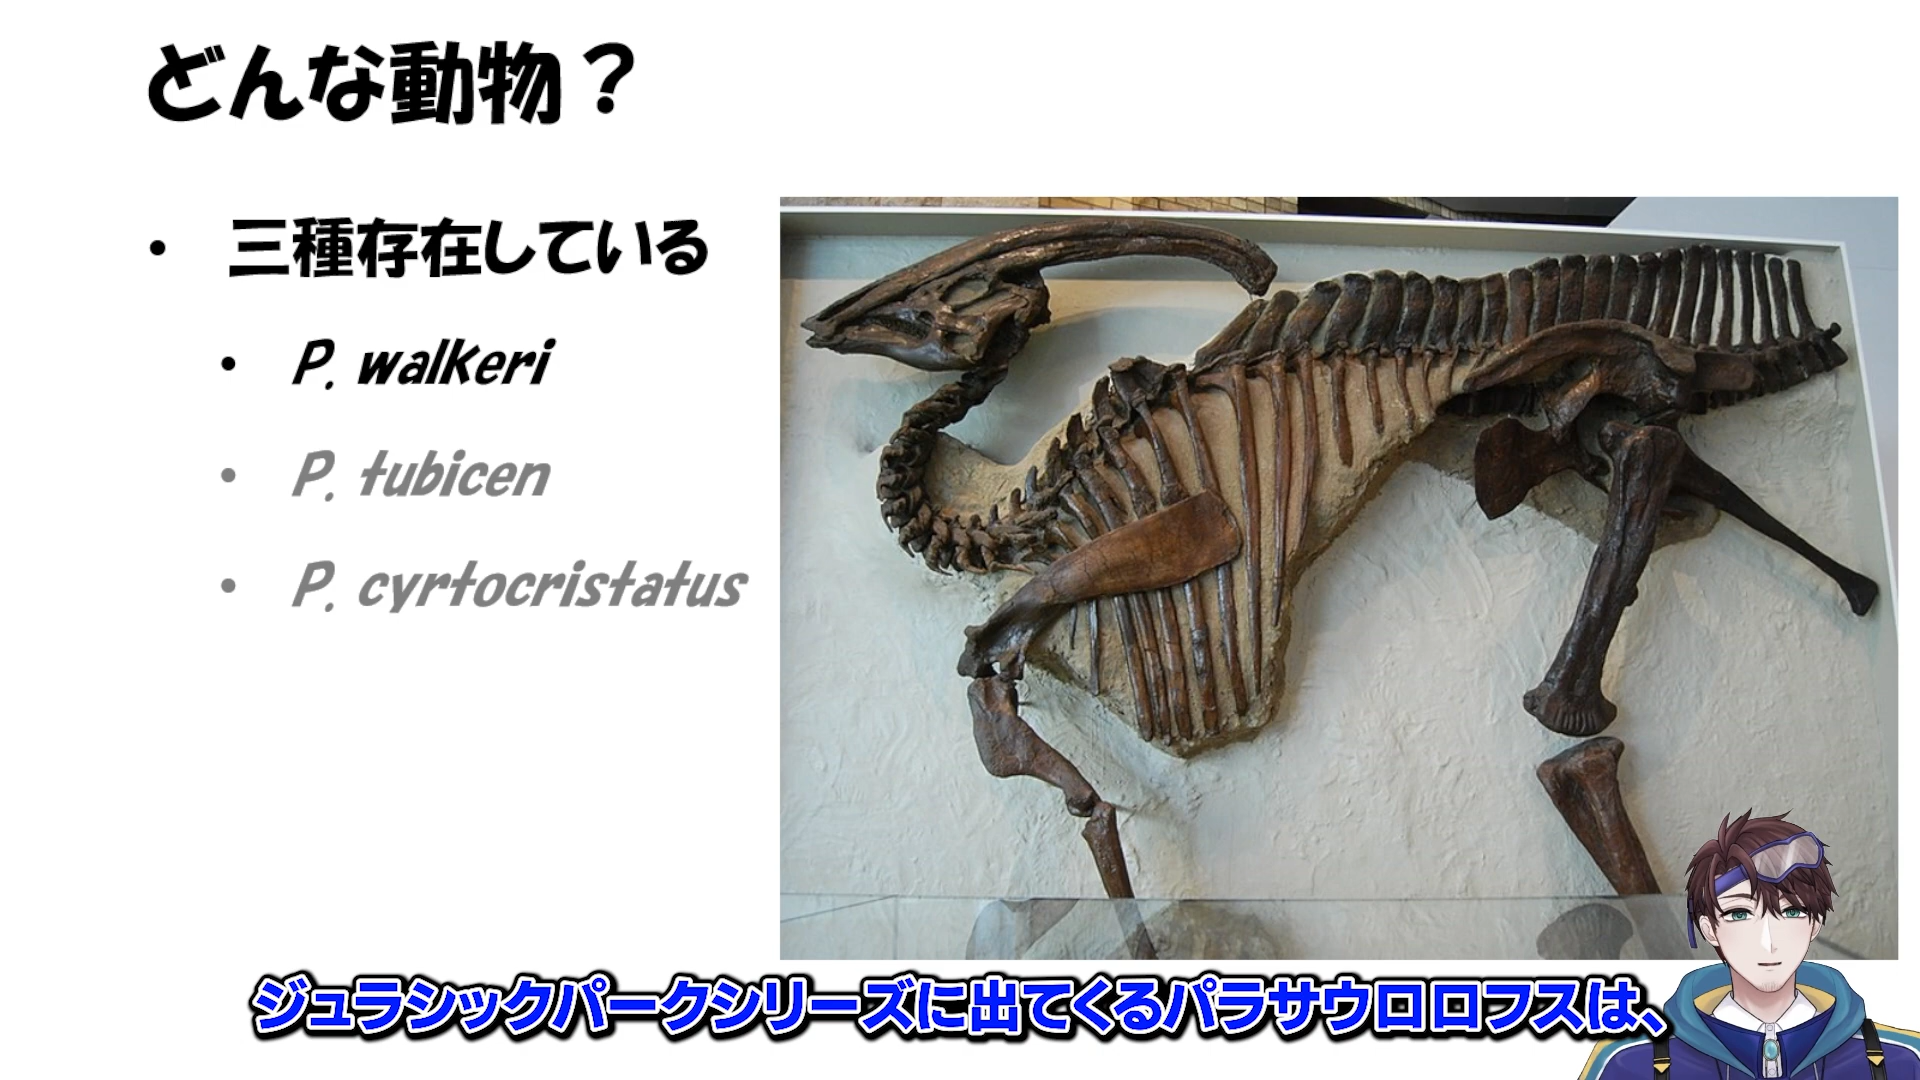 どんな動物？
• 三種存在している
• P. walkeri
• P. tubicen
• P. cyrtocristatus
ジュラシックパークシリーズに出てくるパラサウロロフスは、